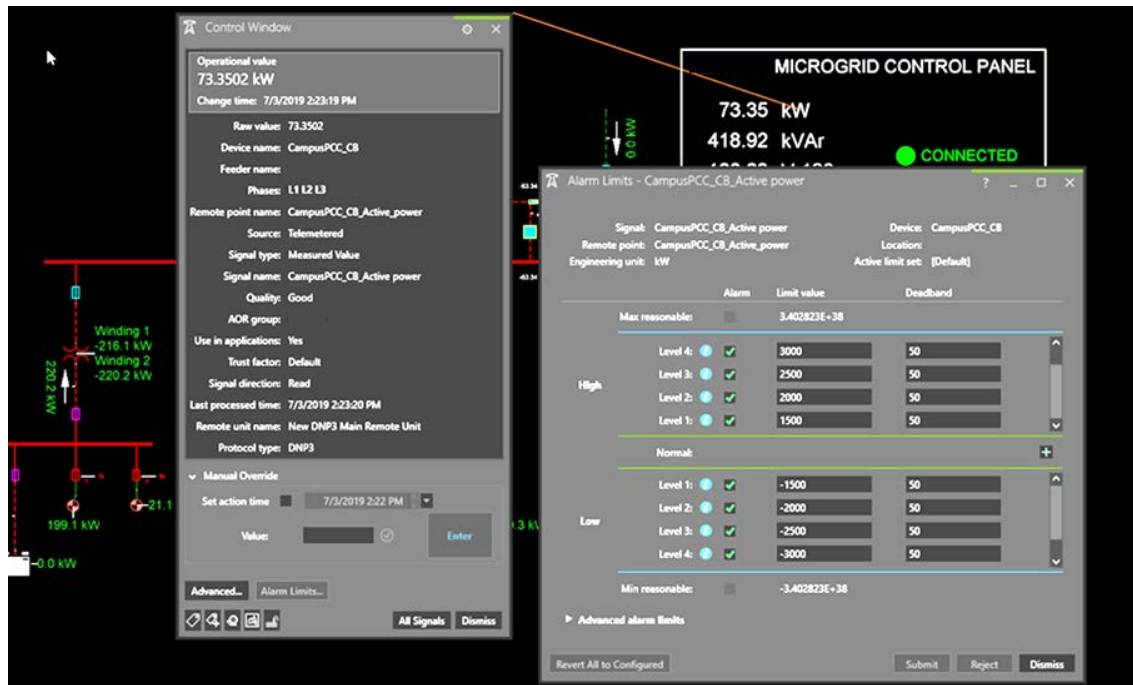 Control Window
Operational value
73.3502 kW
Change time: 7/3/2019 2:23:19 PM
Raw value: 73.3502
Device name: CampusPCC_CB
Feeder name:
Phases: L1 L2 L3
Remote point name: CampusPCC_CB_Active_power
Source: Telemetered
Signal type: Measured Value
Signal name: CampusPCC_CB_Active power
Quality: Good
AOR group:
Use in applications: Yes
Trust factor: Default
Signal direction: Read
Last processed time: 7/3/2019 2:23:20 PM
Remote unit name: New DNP3 Main Remote Unit
Protocol type: DNP3
Manual Override
Set action time 7/3/2019 2:22 PM
Value: Enter
Advanced... Alarm Limits...
All Signals Dismiss
Winding 1
-216.1 kW
Winding 2
-220.2 kW
220.2 kW
199.1 kW
-21.1
-0.0 kW
0.0 kW
MICROGRID CONTROL PANEL
73.35 kW
418.92 kVAr
CONNECTED
Alarm Limits - CampusPCC_CB_Active power
Signal: CampusPCC_CB_Active power Device: CampusPCC_CB
Remote point: CampusPCC_CB_Active_power Location:
Engineering unit: kW Active limit set: [Default]
Alarm Limit value Deadband
Max reasonable: 3.402823E+38
High
Level 4: 3000 50
Level 3: 2500 50
Level 2: 2000 50
Level 1: 1500 50
Normal:
Low
Level 1: -1500 50
Level 2: -2000 50
Level 3: -2500 50
Level 4: -3000 50
Min reasonable: -3.402823E+38
Advanced alarm limits
Revert All to Configured Submit Reject Dismiss